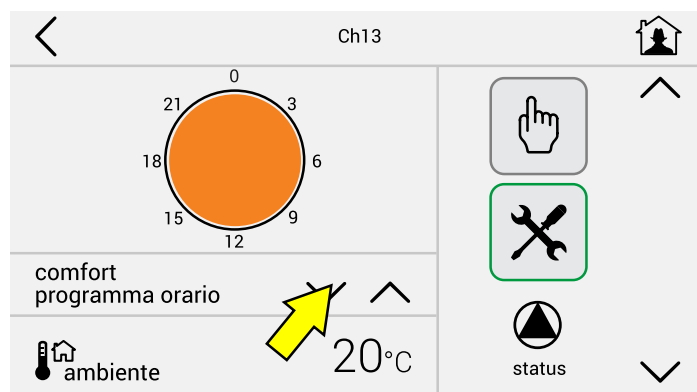 Ch13
0
21
3
18
6
15
9
12
comfort
programma orario
ambiente
20°C
status